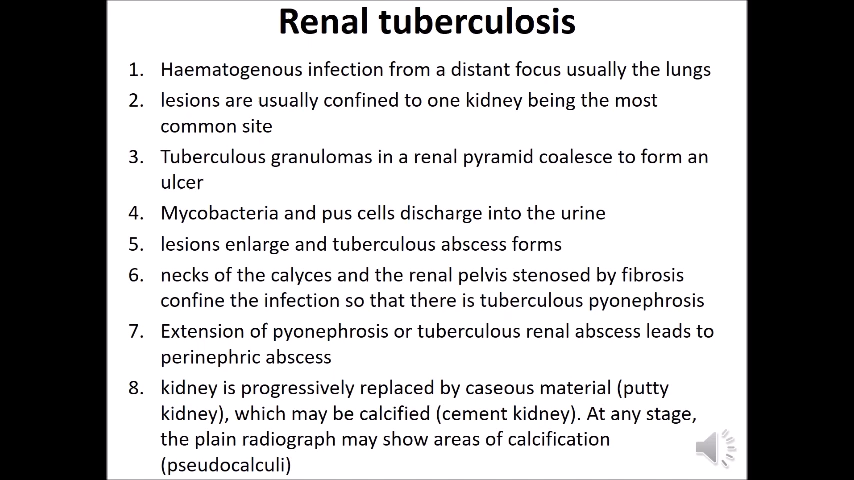 Renal tuberculosis
1. Haematogenous infection from a distant focus usually the lungs
2. lesions are usually confined to one kidney being the most
common site
3. Tuberculous granulomas in a renal pyramid coalesce to form an
ulcer
4. Mycobacteria and pus cells discharge into the urine
5. lesions enlarge and tuberculous abscess forms
6. necks of the calyces and the renal pelvis stenosed by fibrosis
confine the infection so that there is tuberculous pyonephrosis
7. Extension of pyonephrosis or tuberculous renal abscess leads to
perinephric abscess
8. kidney is progressively replaced by caseous material (putty
kidney), which may be calcified (cement kidney). At any stage,
the plain radiograph may show areas of calcification
(pseudocalculi)